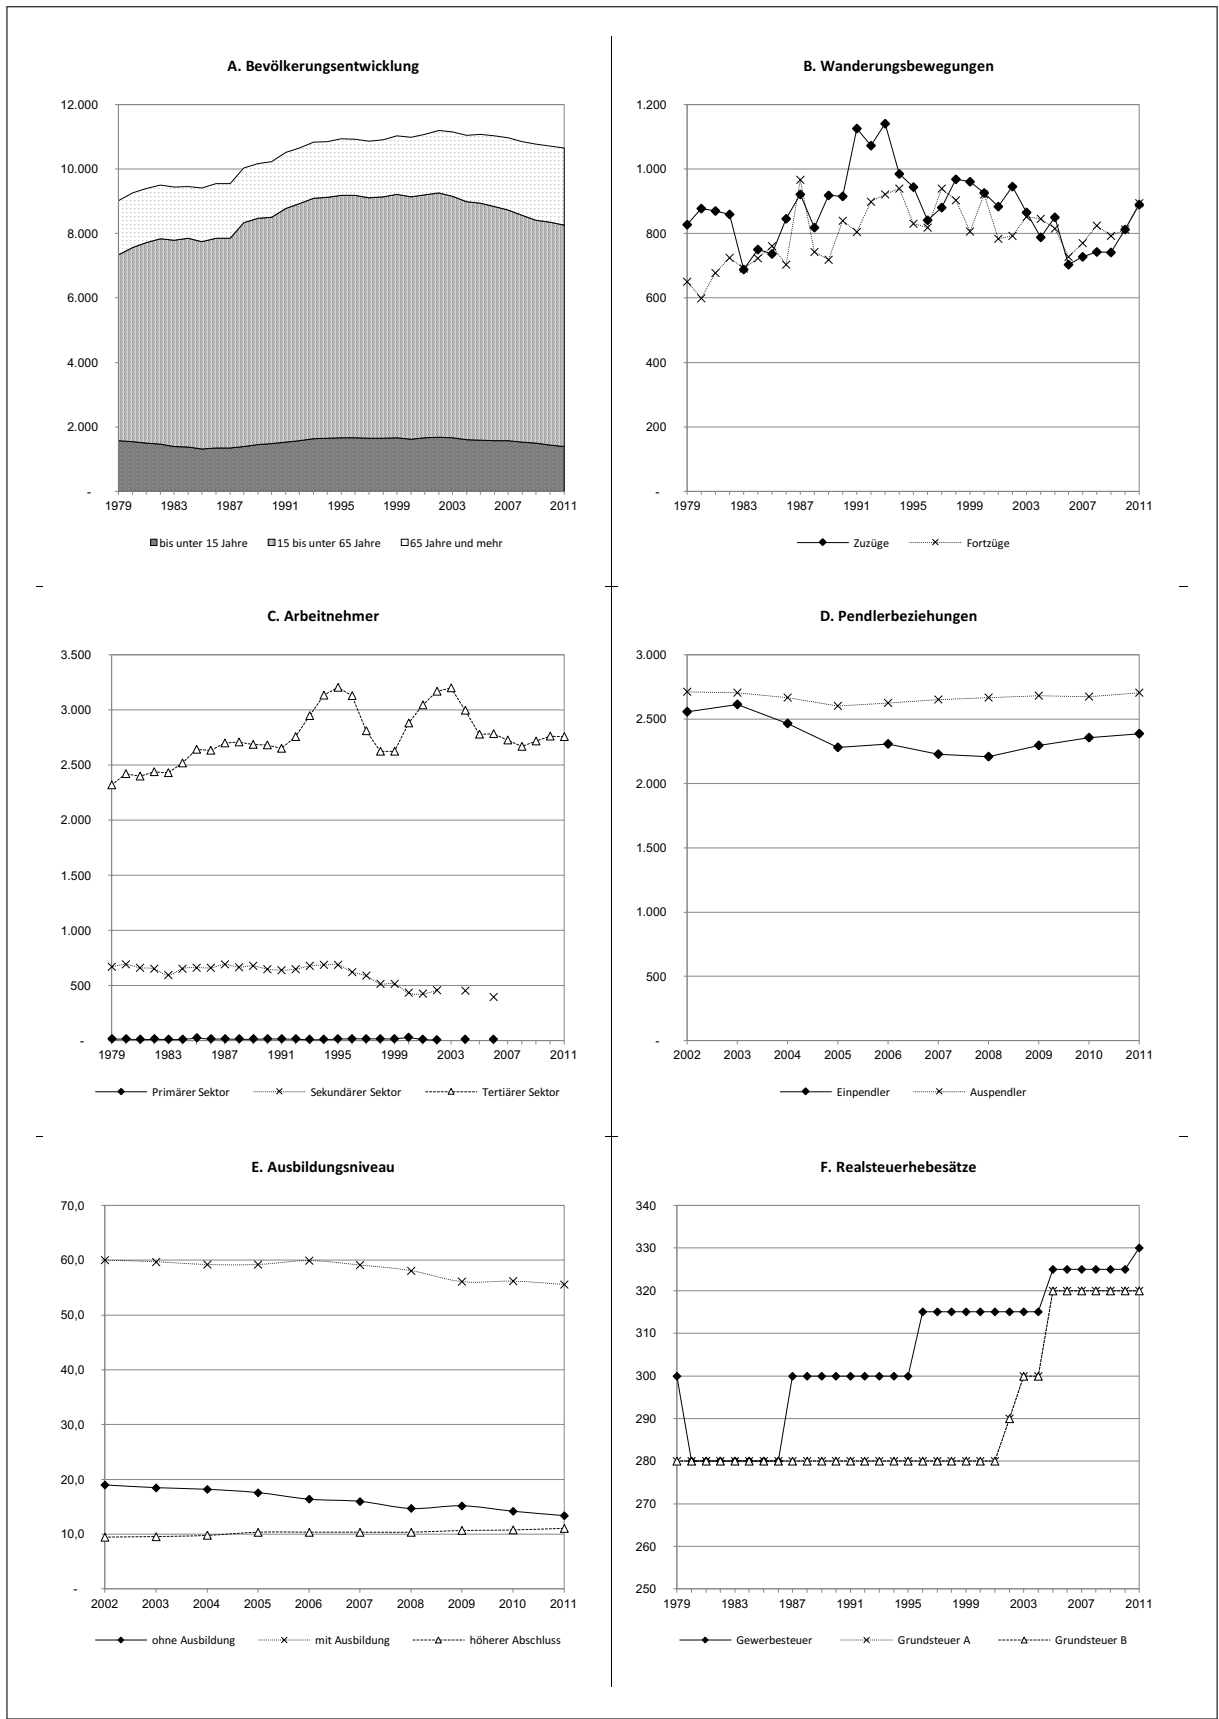 A. Bevölkerungsentwicklung
12.000
10.000
8.000
6.000
4.000
2.000
-
1979 1983 1987 1991 1995 1999 2003 2007 2011
bis unter 15 Jahre 15 bis unter 65 Jahre 65 Jahre und mehr
B. Wanderungsbewegungen
1.200
1.000
800
600
400
200
-
1979 1983 1987 1991 1995 1999 2003 2007 2011
Zuzüge Fortzüge
C. Arbeitnehmer
3.500
3.000
2.500
2.000
1.500
1.000
500
-
1979 1983 1987 1991 1995 1999 2003 2007 2011
Primärer Sektor Sekundärer Sektor Tertiärer Sektor
D. Pendlerbeziehungen
3.000
2.500
2.000
1.500
1.000
500
-
2002 2003 2004 2005 2006 2007 2008 2009 2010 2011
Einpendler Auspendler
E. Ausbildungsniveau
70,0
60,0
50,0
40,0
30,0
20,0
10,0
-
2002 2003 2004 2005 2006 2007 2008 2009 2010 2011
ohne Ausbildung mit Ausbildung höherer Abschluss
F. Realsteuerhebesätze
340
330
320
310
300
290
280
270
260
250
1979 1983 1987 1991 1995 1999 2003 2007 2011
Gewerbesteuer Grundsteuer A Grundsteuer B